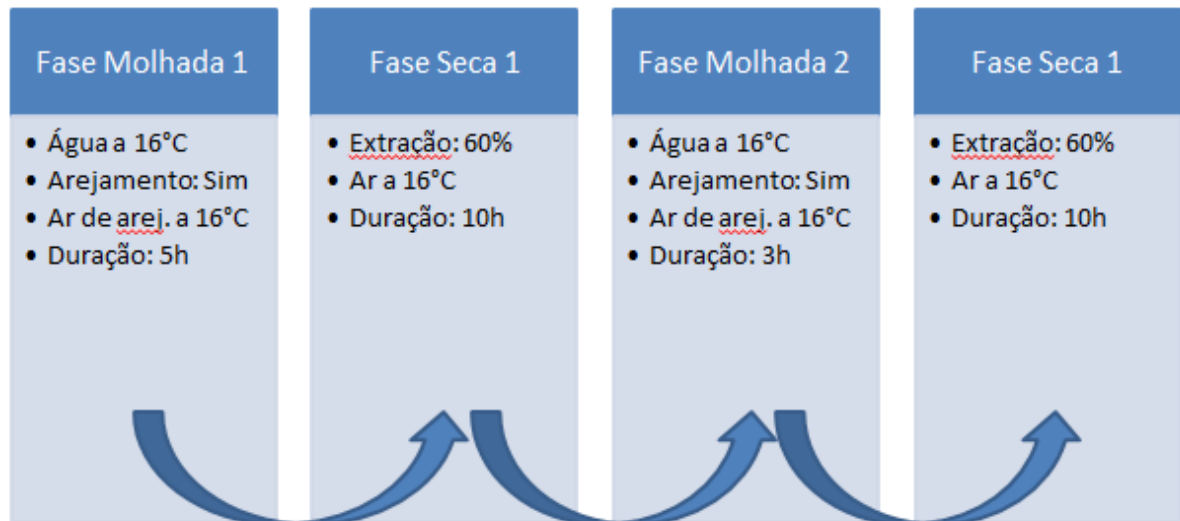 Fase Molhada 1
• Água a 16°C
• Arejamento: Sim
• Ar de arej. a 16°C
• Duração: 5h
Fase Seca 1
• Extração: 60%
• Ar a 16°C
• Duração: 10h
Fase Molhada 2
• Água a 16°C
• Arejamento: Sim
• Ar de arej. a 16°C
• Duração: 3h
Fase Seca 1
• Extração: 60%
• Ar a 16°C
• Duração: 10h